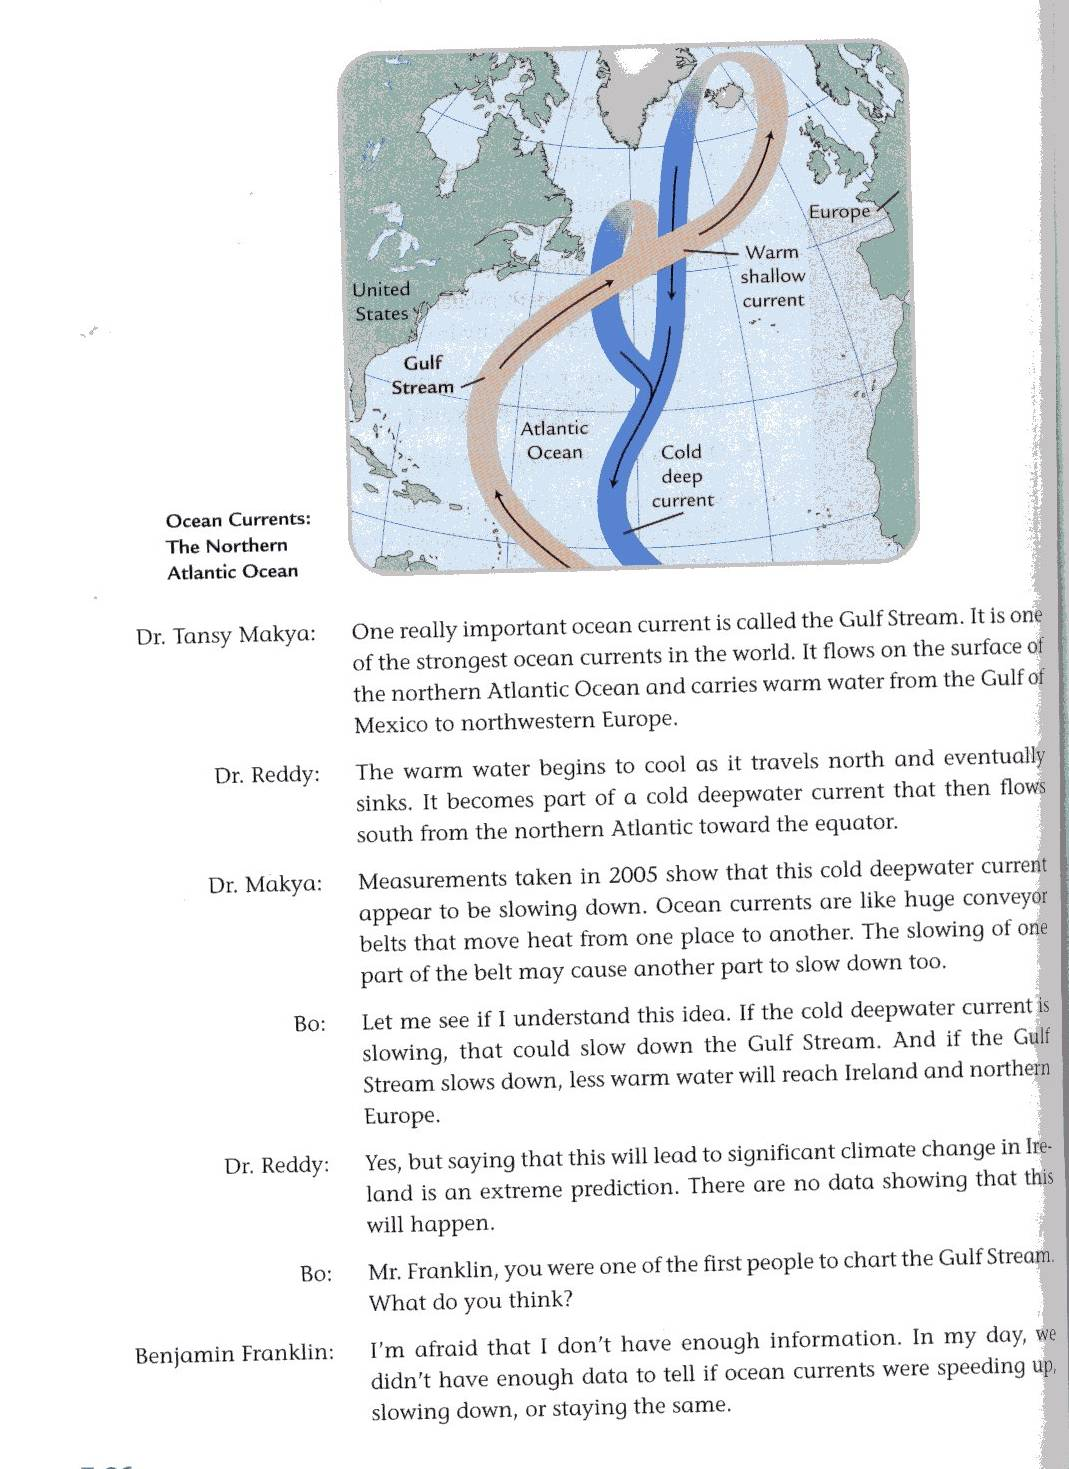 Europe
Warm
shallow
current
United
States
Gulf
Stream
Atlantic
Ocean
Cold
deep
current
Ocean Currents:
The Northern
Atlantic Ocean
Dr. Tansy Makya: One really important ocean current is called the Gulf Stream. It is one
of the strongest ocean currents in the world. It flows on the surface of
the northern Atlantic Ocean and carries warm water from the Gulf of
Mexico to northwestern Europe.
Dr. Reddy: The warm water begins to cool as it travels north and eventually
sinks. It becomes part of a cold deepwater current that then flows
south from the northern Atlantic toward the equator.
Dr. Makya: Measurements taken in 2005 show that this cold deepwater current
appear to be slowing down. Ocean currents are like huge conveyor
belts that move heat from one place to another. The slowing of one
part of the belt may cause another part to slow down too.
Bo: Let me see if I understand this idea. If the cold deepwater current is
slowing, that could slow down the Gulf Stream. And if the Gulf
Stream slows down, less warm water will reach Ireland and northern
Europe.
Dr. Reddy: Yes, but saying that this will lead to significant climate change in Ire-
land is an extreme prediction. There are no data showing that this
will happen.
Bo: Mr. Franklin, you were one of the first people to chart the Gulf Stream.
What do you think?
Benjamin Franklin: I'm afraid that I don't have enough information. In my day, we
didn't have enough data to tell if ocean currents were speeding up,
slowing down, or staying the same.